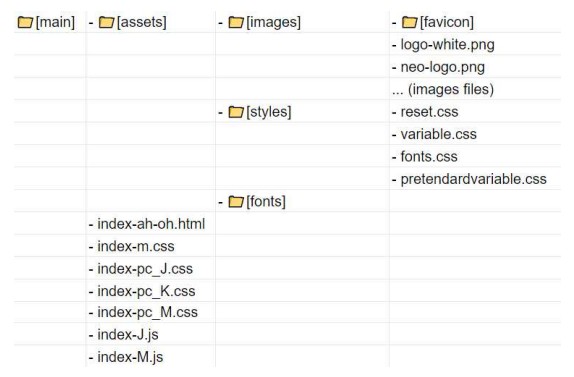 [main] - [assets] - [images] - [favicon]
- logo-white.png
- neo-logo.png
... (images files)
- [styles] - reset.css
- variable.css
- fonts.css
- pretendardvariable.css
- [fonts]
- index-ah-oh.html
- index-m.css
- index-pc_J.css
- index-pc_K.css
- index-pc_M.css
- index-J.js
- index-M.js